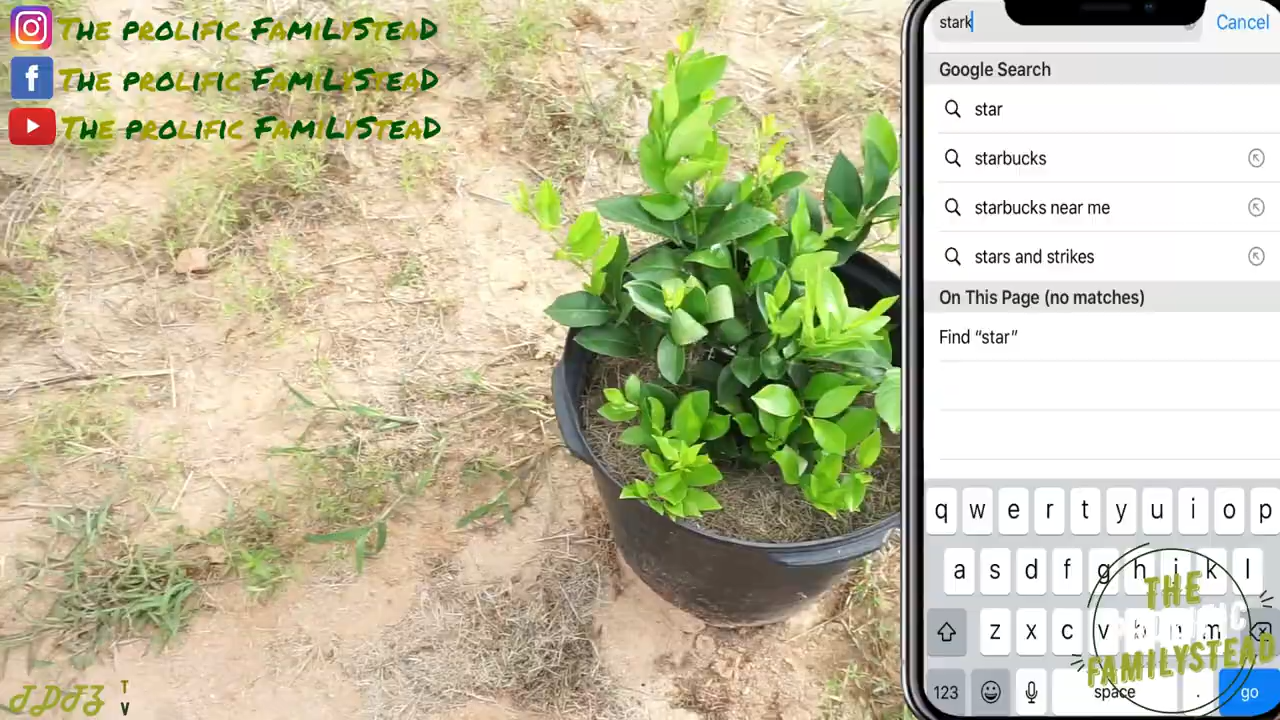 The prolific FamiLyStead
The prolific FamiLyStead
The prolific FamiLyStead
stark
Cancel
Google Search
star
starbucks
starbucks near me
stars and strikes
On This Page (no matches)
Find “star”
q w e r t y u i o p
a s d f g h j k l
z x c v b n m
123 space . go
THE
FAMILYSTEAD
TV